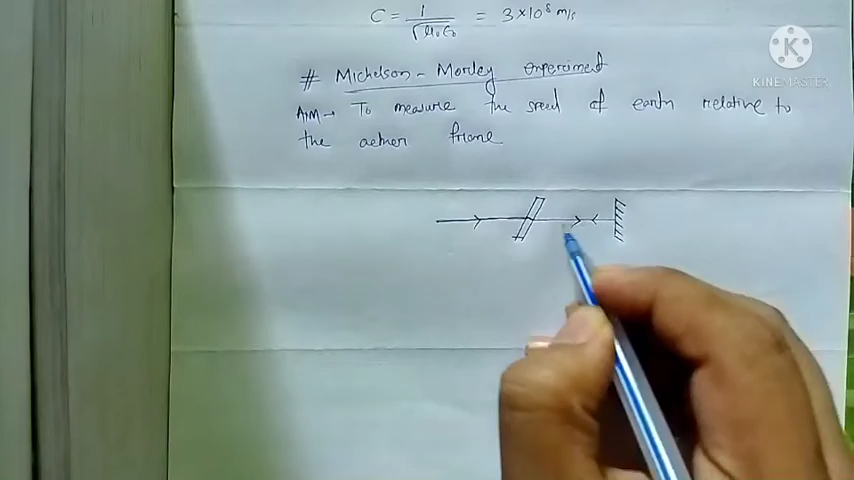 C = 1/√μ₀ε₀ = 3×10⁸ m/s
# Michelson - Morley experiment
AIM → To measure the speed of earth relative to
the aether frame
K
KINEMASTER